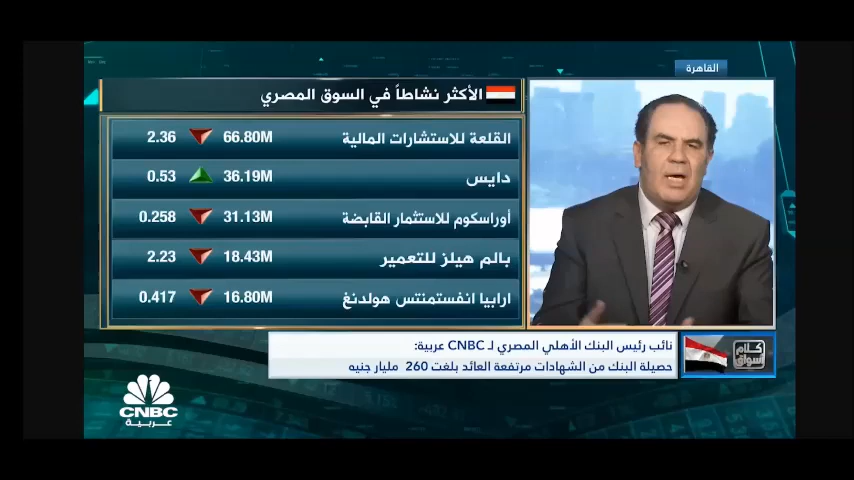 القاهرة
الأكثر نشاطاً في السوق المصري
القلعة للاستشارات المالية 66.80M 2.36
دايس 36.19M 0.53
أوراسكوم للاستثمار القابضة 31.13M 0.258
بالم هيلز للتعمير 18.43M 2.23
ارابيا انفستمنتس هولدنغ 16.80M 0.417
كلام أسواق
نائب رئيس البنك الأهلي المصري لـ CNBC عربية:
حصيلة البنك من الشهادات مرتفعة العائد بلغت 260 مليار جنيه
CNBC
عربية